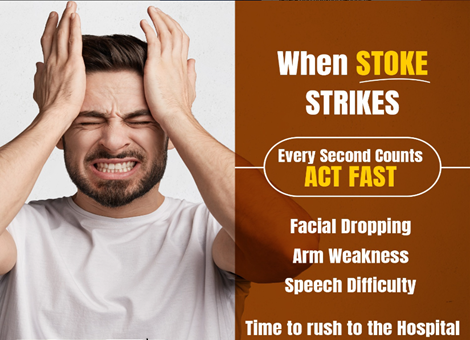 When STOKE
STRIKES
Every Second Counts
ACT FAST
Facial Dropping
Arm Weakness
Speech Difficulty
Time to rush to the Hospital